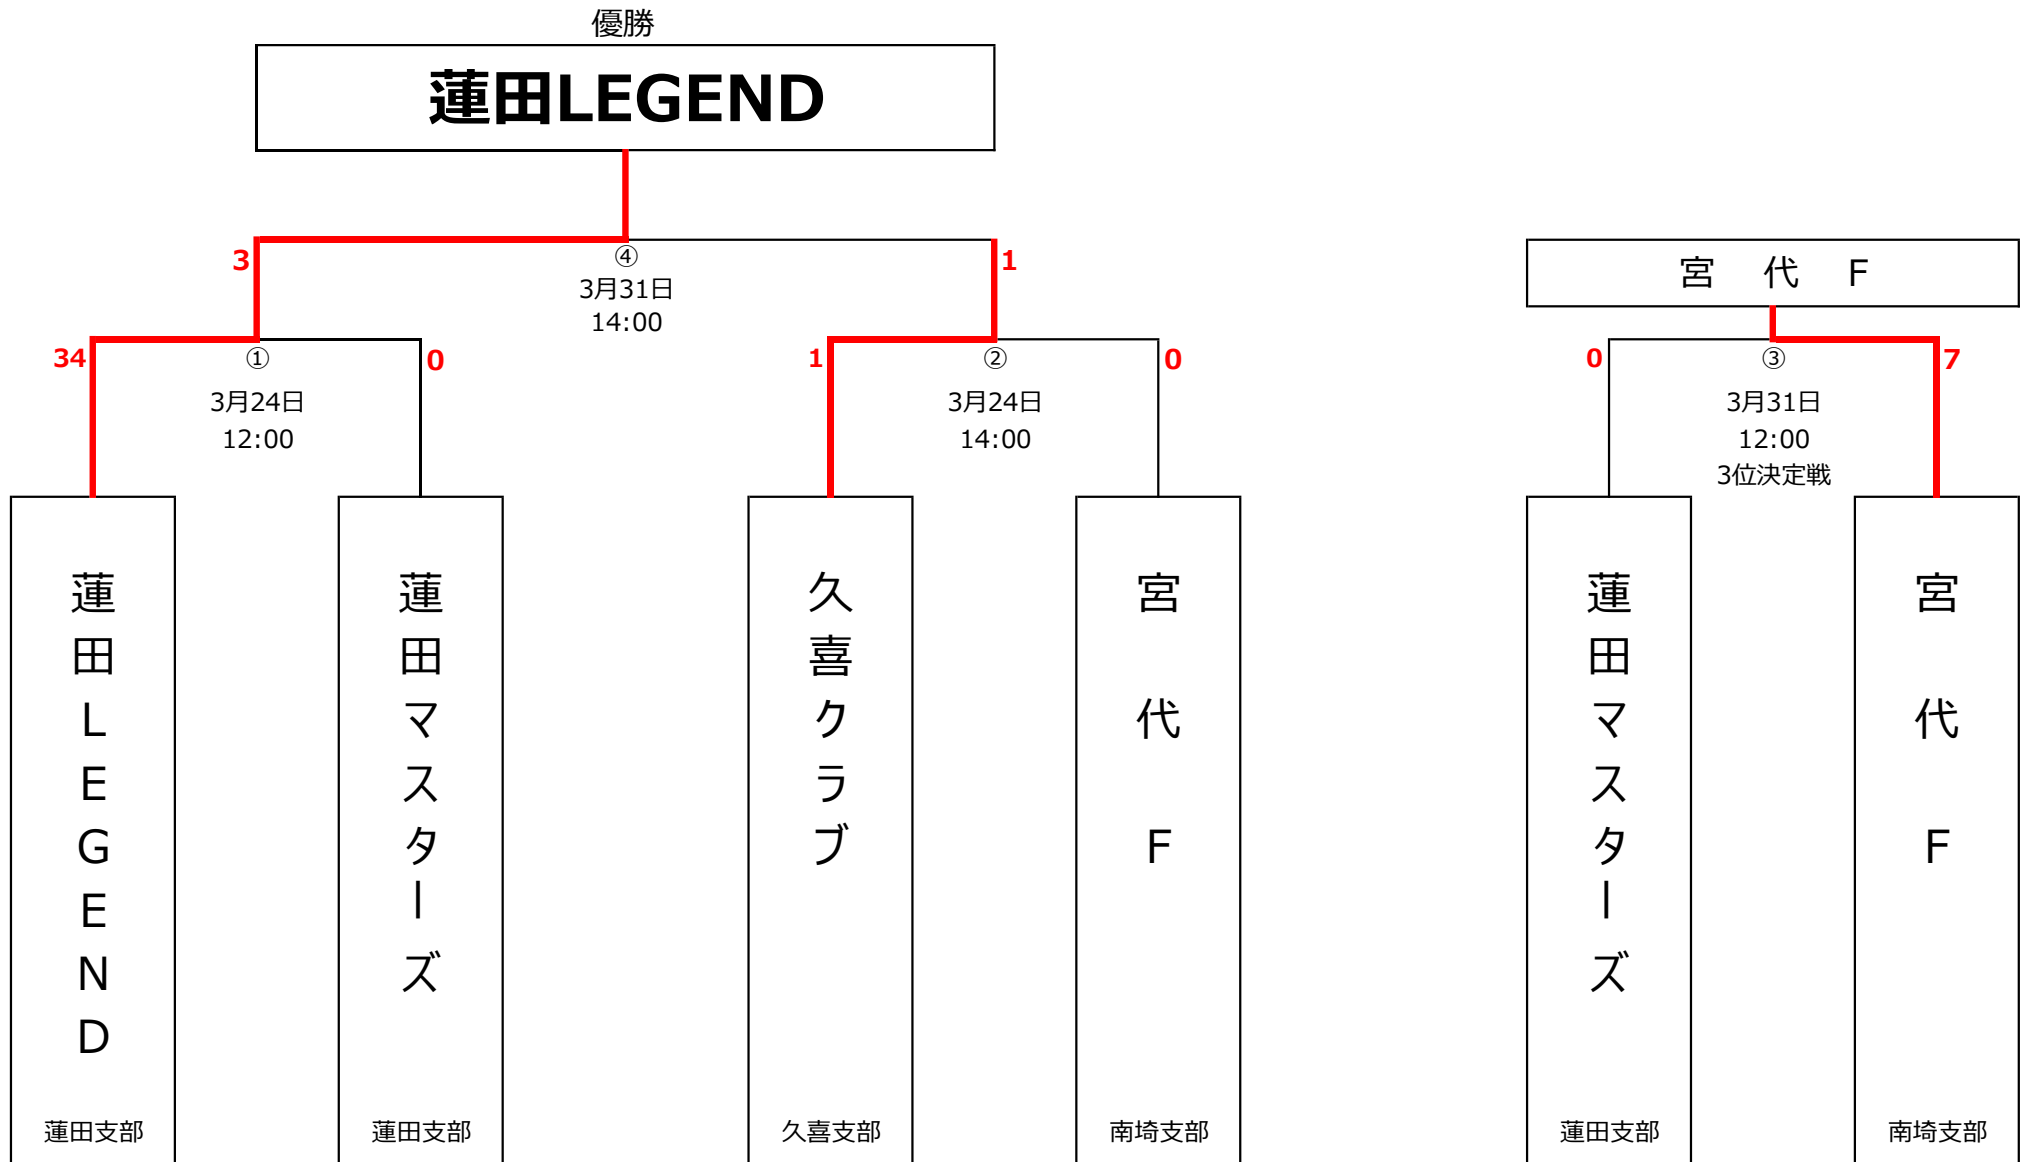 優勝
蓮田LEGEND
3
④
1
3月31日
14:00
宮 代 F
34
①
0
1
②
0
0
③
7
3月24日
12:00
3月24日
14:00
3月31日
12:00
3位決定戦
蓮田LEGEND
蓮田マスターズ
久喜クラブ
宮代F
蓮田マスターズ
宮代F
蓮田支部
蓮田支部
久喜支部
南埼支部
蓮田支部
南埼支部